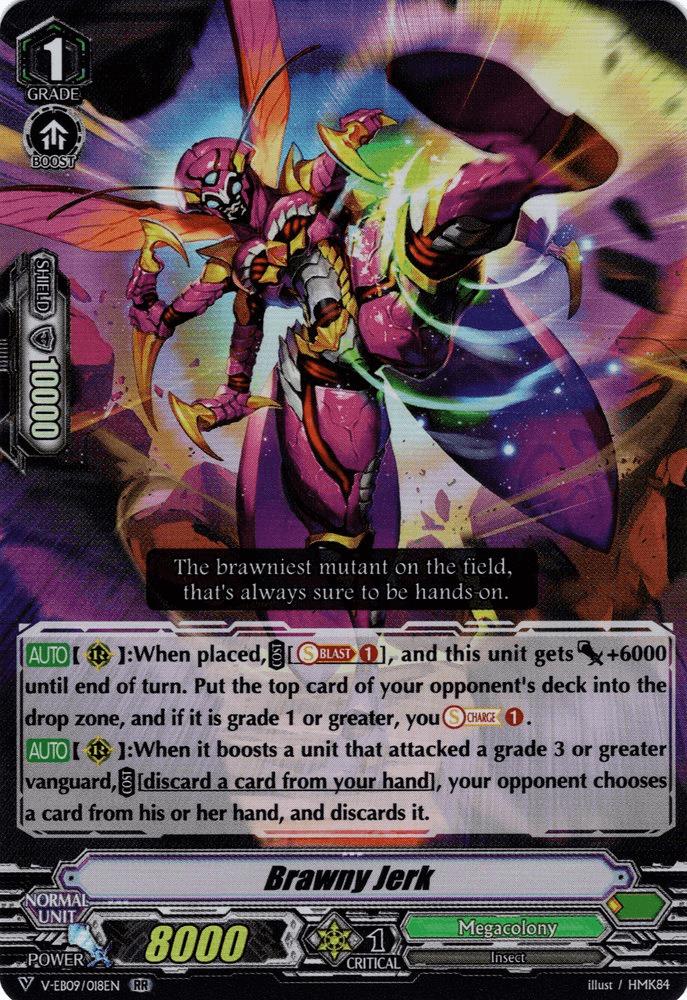 1
GRADE
BOOST
SHIELD
10000
The brawniest mutant on the field,
that's always sure to be hands-on.
AUTO【 R 】:When placed, COST [S BLAST 1], and this unit gets +6000
until end of turn. Put the top card of your opponent's deck into the
drop zone, and if it is grade 1 or greater, you S CHARGE 1 .
AUTO【 R 】:When it boosts a unit that attacked a grade 3 or greater
vanguard, COST [discard a card from your hand], your opponent chooses
a card from his or her hand, and discards it.
Brawny Jerk
NORMAL
UNIT
POWER 8000
1
CRITICAL
Megacolony
Insect
V V-EB09/018EN RR
illust / HMK84